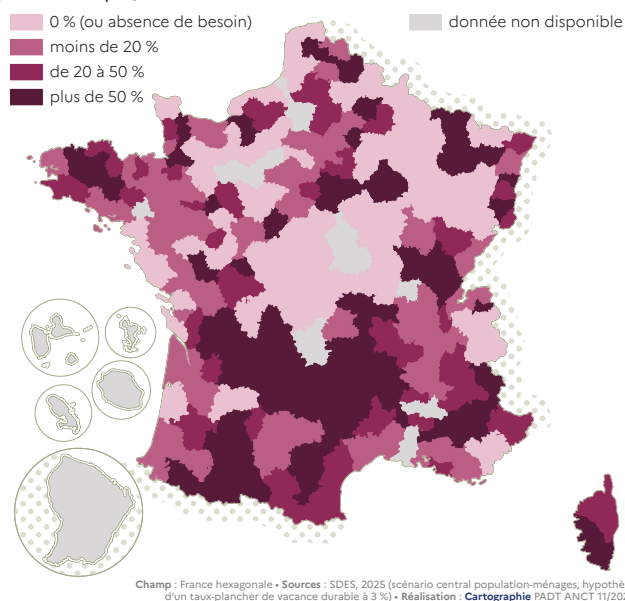 0 % (ou absence de besoin)
moins de 20 %
de 20 à 50 %
plus de 50 %
donnée non disponible
Champ : France hexagonale • Sources : SDES, 2025 (scénario central population-ménages, hypothè
d'un taux-plancher de vacance durable à 3 %) • Réalisation : Cartographie PADT ANCT 11/202